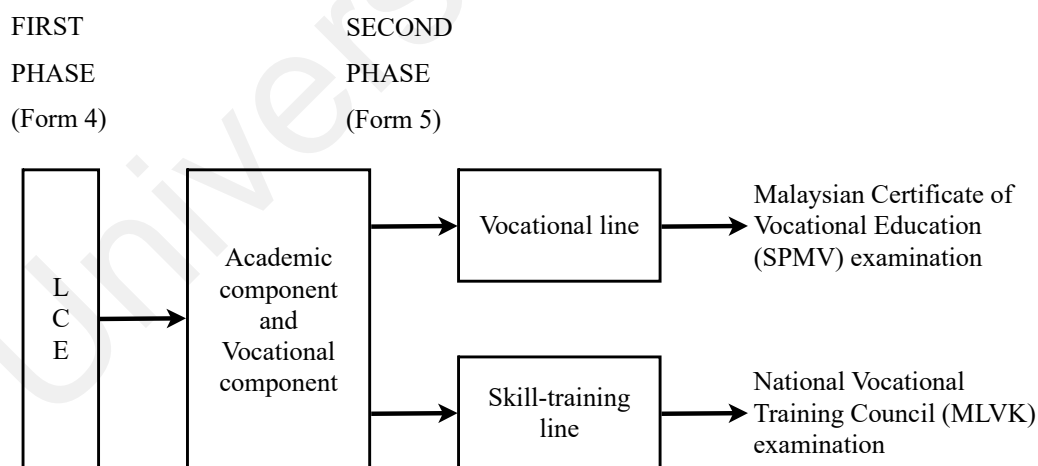 FIRST
PHASE
(Form 4)
SECOND
PHASE
(Form 5)
L
C
E
Academic
component
and
Vocational
component
Vocational line
Malaysian Certificate of
Vocational Education
(SPMV) examination
Skill-training
line
National Vocational
Training Council (MLVK)
examination